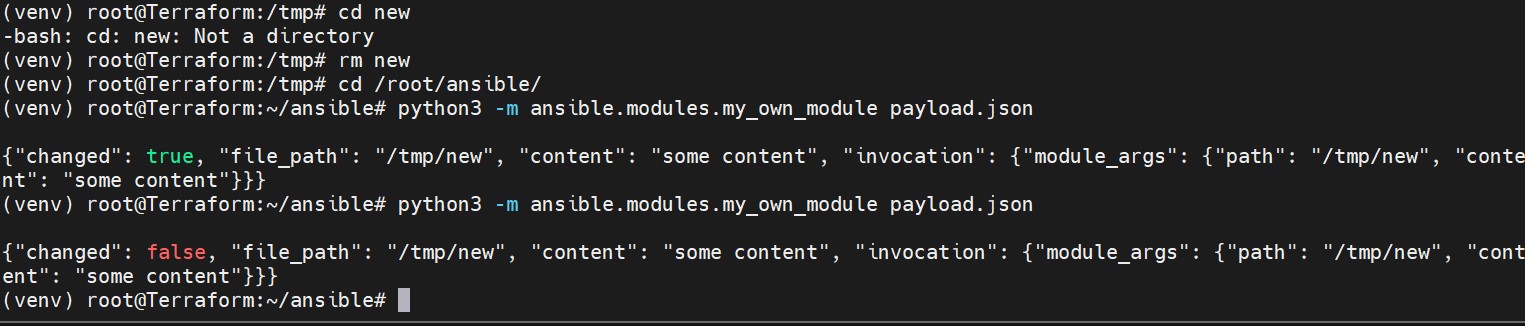 (venv) root@Terraform:/tmp# cd new
-bash: cd: new: Not a directory
(venv) root@Terraform:/tmp# rm new
(venv) root@Terraform:/tmp# cd /root/ansible/
(venv) root@Terraform:~/ansible# python3 -m ansible.modules.my_own_module payload.json
{"changed": true, "file_path": "/tmp/new", "content": "some content", "invocation": {"module_args": {"path": "/tmp/new", "conte
nt": "some content"}}}
(venv) root@Terraform:~/ansible# python3 -m ansible.modules.my_own_module payload.json
{"changed": false, "file_path": "/tmp/new", "content": "some content", "invocation": {"module_args": {"path": "/tmp/new", "cont
ent": "some content"}}}
(venv) root@Terraform:~/ansible#